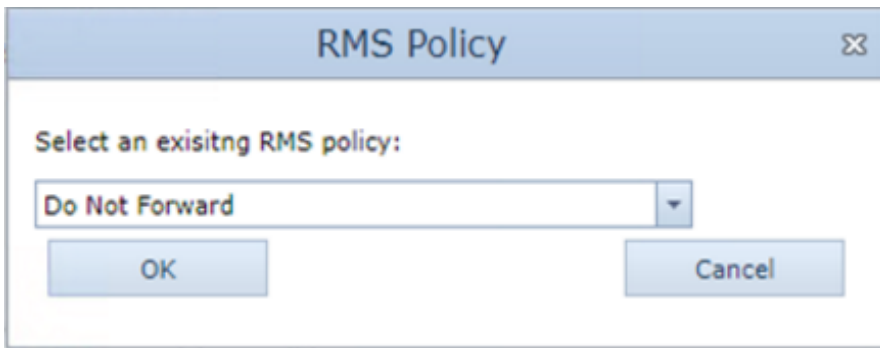 RMS Policy
Select an exisitng RMS policy:
Do Not Forward
OK Cancel